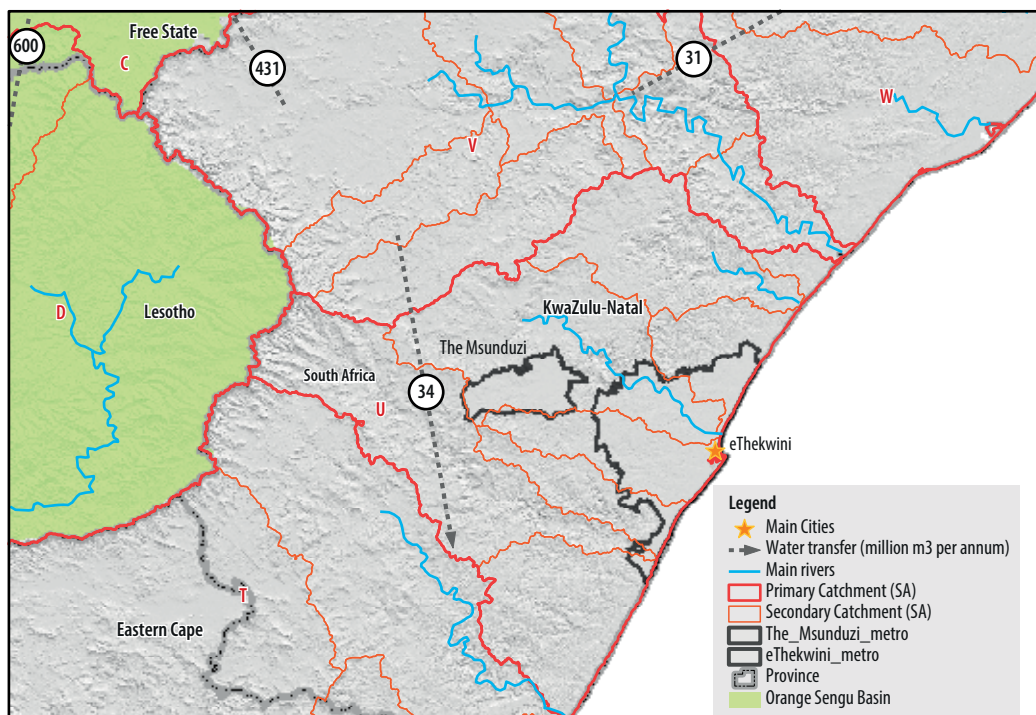 Free State
600
C
431
31
W
V
KwaZulu-Natal
D
Lesotho
The Msunduzi
South Africa
34
U
eThekwini
T
Eastern Cape
Legend
Main Cities
Water transfer (million m3 per annum)
Main rivers
Primary Catchment (SA)
Secondary Catchment (SA)
The_Msunduzi_metro
eThekwini_metro
Province
Orange Sengu Basin